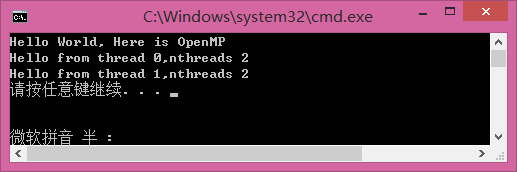 C:\Windows\system32\cmd.exe
Hello World, Here is OpenMP
Hello from thread 0,nthreads 2
Hello from thread 1,nthreads 2
请按任意键继续. . .
微软拼音 半 :